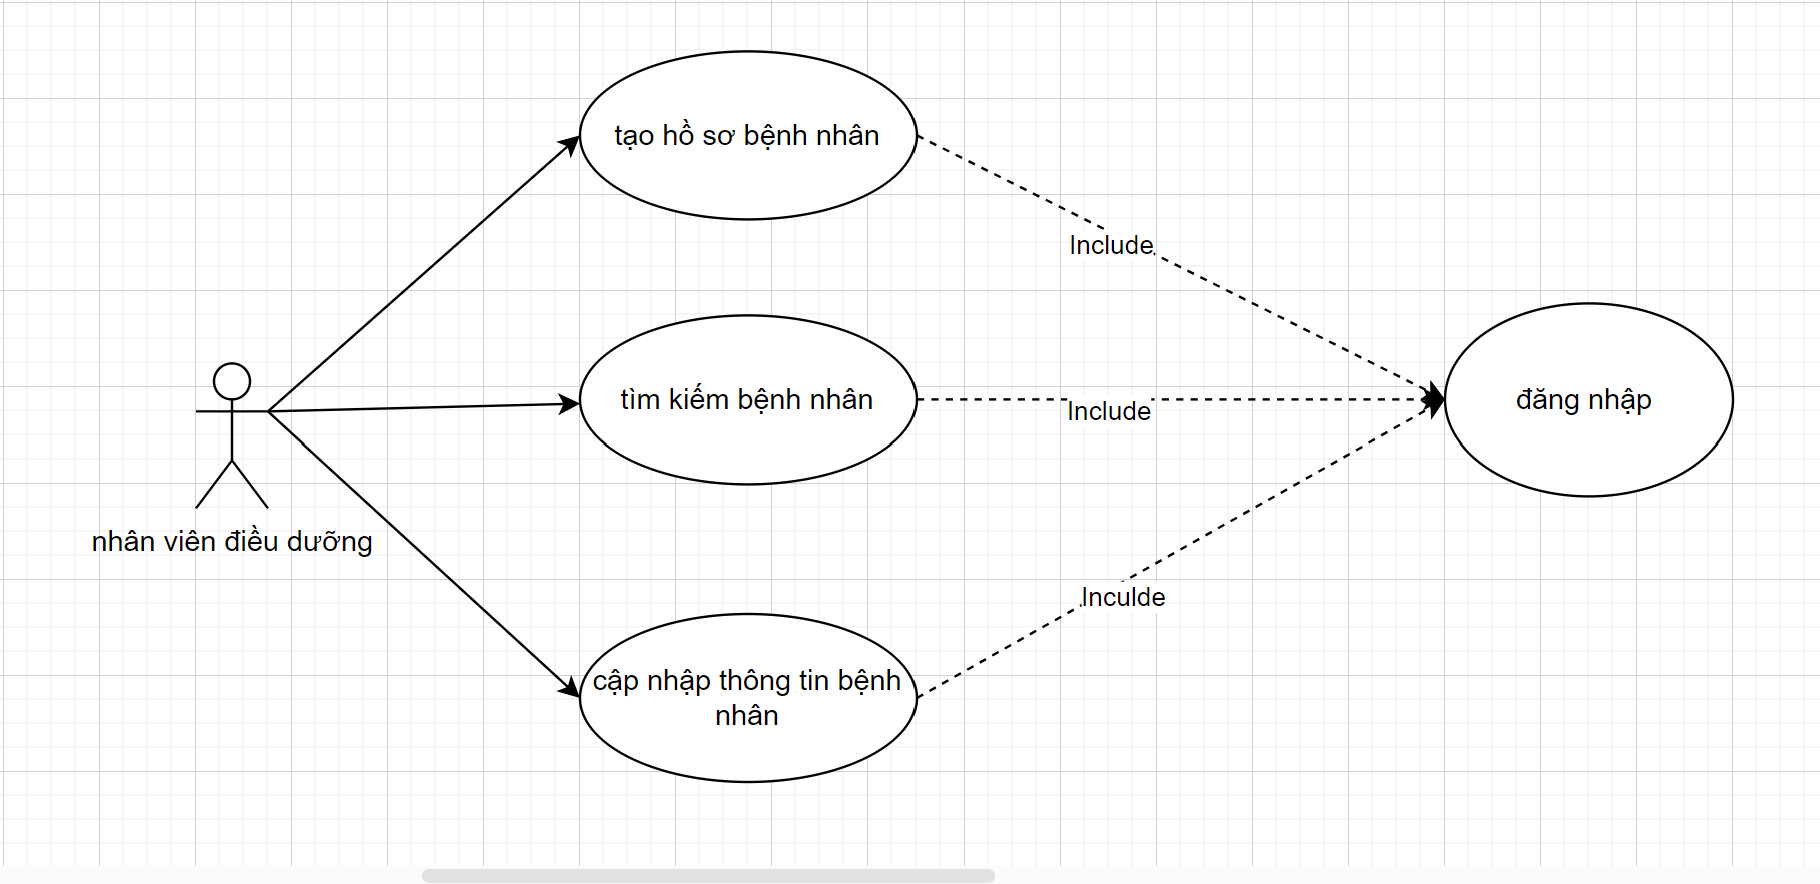 tạo hồ sơ bệnh nhân
Include
tìm kiếm bệnh nhân
Include
đăng nhập
nhân viên điều dưỡng
Inculde
cập nhập thông tin bệnh
nhân